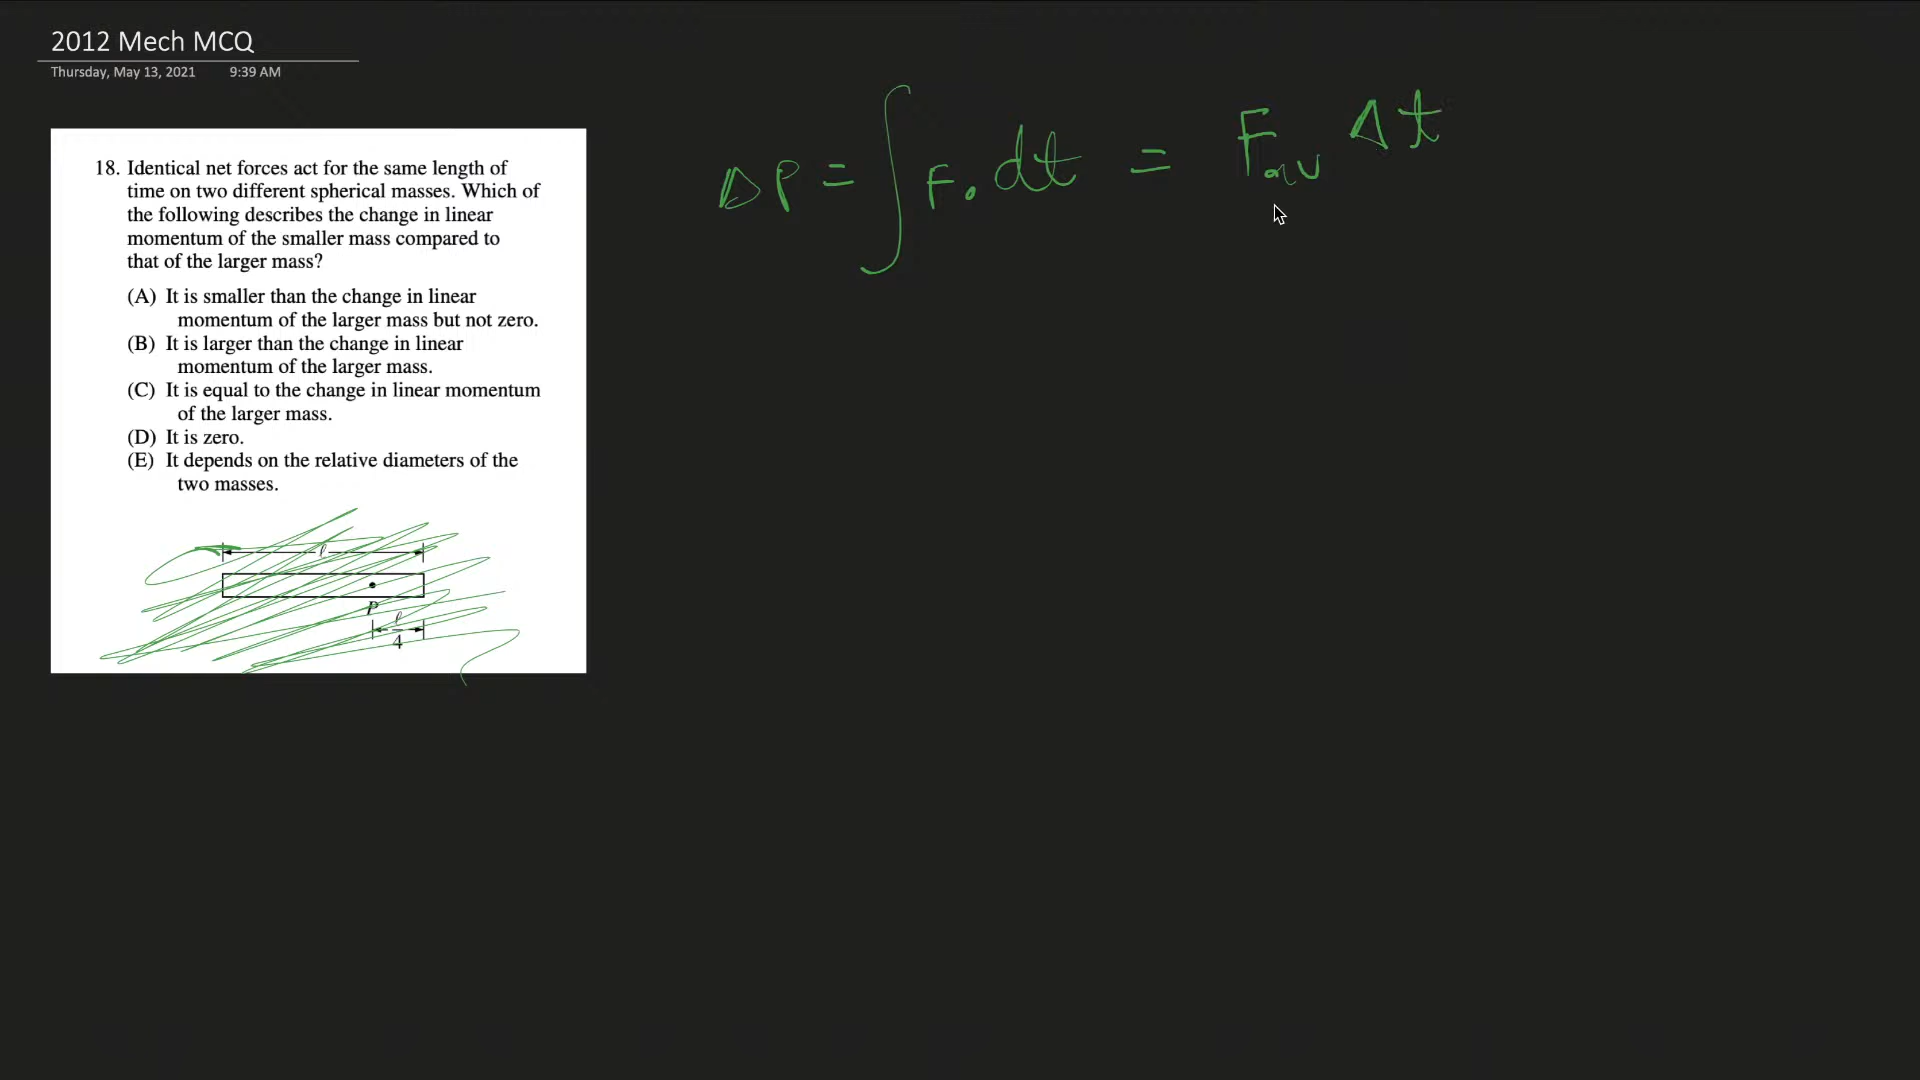 2012 Mech MCQ
Thursday, May 13, 2021 9:39 AM
18. Identical net forces act for the same length of
time on two different spherical masses. Which of
the following describes the change in linear
momentum of the smaller mass compared to
that of the larger mass?
(A) It is smaller than the change in linear
momentum of the larger mass but not zero.
(B) It is larger than the change in linear
momentum of the larger mass.
(C) It is equal to the change in linear momentum
of the larger mass.
(D) It is zero.
(E) It depends on the relative diameters of the
two masses.
ℓ
P
ℓ
4
Δp = ∫ F · dt = Fav Δt